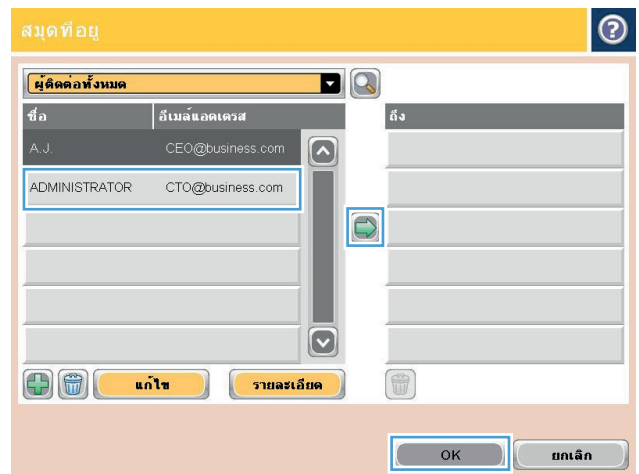 สมุดที่อยู่
?
ผู้ติดต่อทั้งหมด
ชื่อ อีเมล์แอดเดรส ถึง
A.J. CEO@business.com
ADMINISTRATOR CTO@business.com
แก้ไข รายละเอียด
OK ยกเลิก